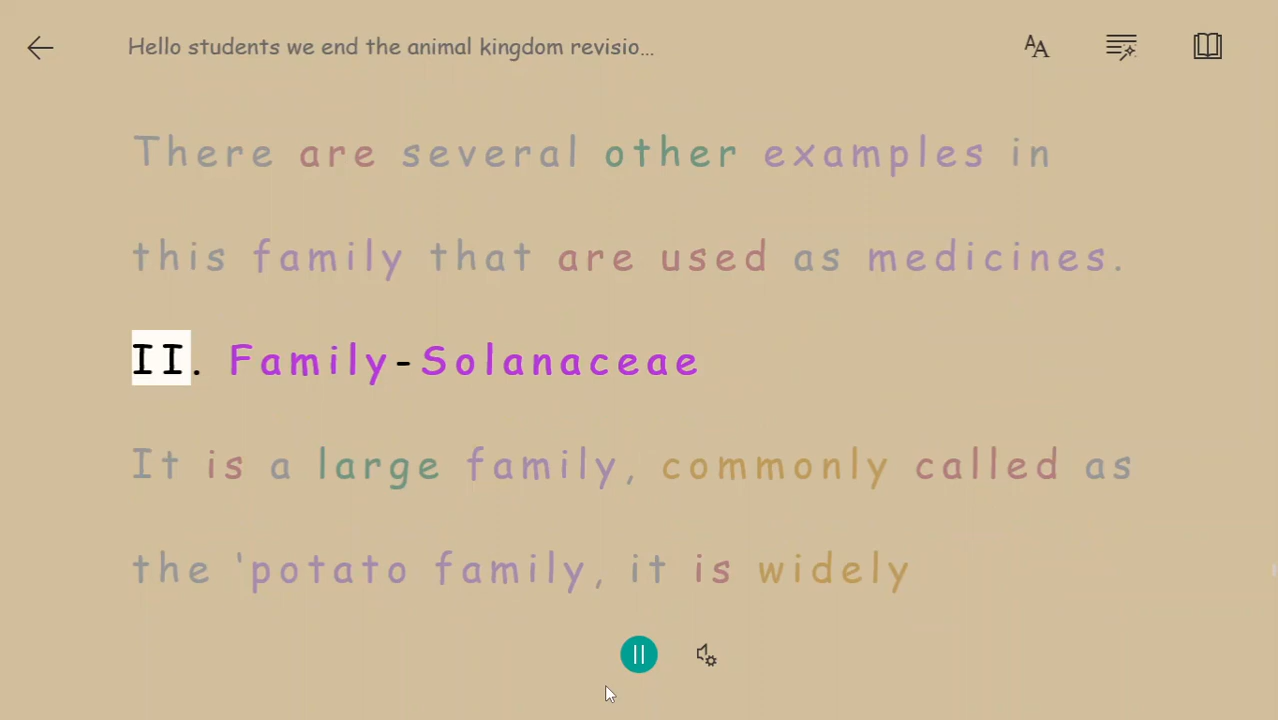 Hello students we end the animal kingdom revisio...
There are several other examples in
this family that are used as medicines.
II. Family-Solanaceae
It is a large family, commonly called as
the ‘potato family, it is widely